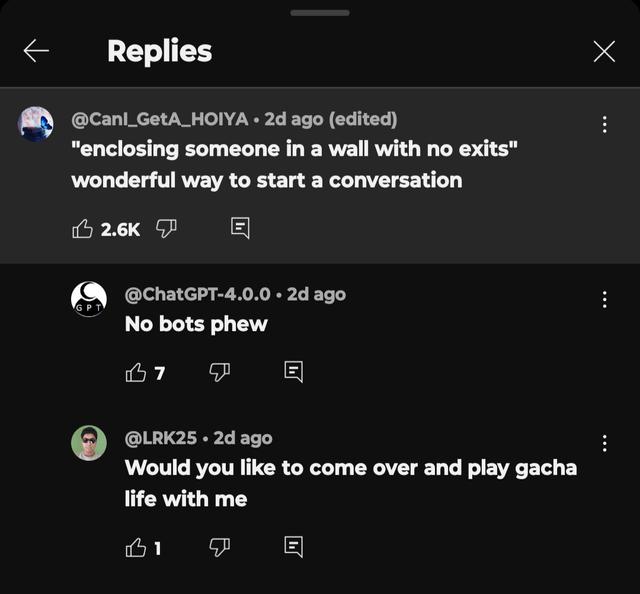 Replies
@CanI_GetA_HOIYA • 2d ago (edited)
"enclosing someone in a wall with no exits"
wonderful way to start a conversation
2.6K
GPT
@ChatGPT-4.0.0 • 2d ago
No bots phew
7
@LRK25 • 2d ago
Would you like to come over and play gacha
life with me
1